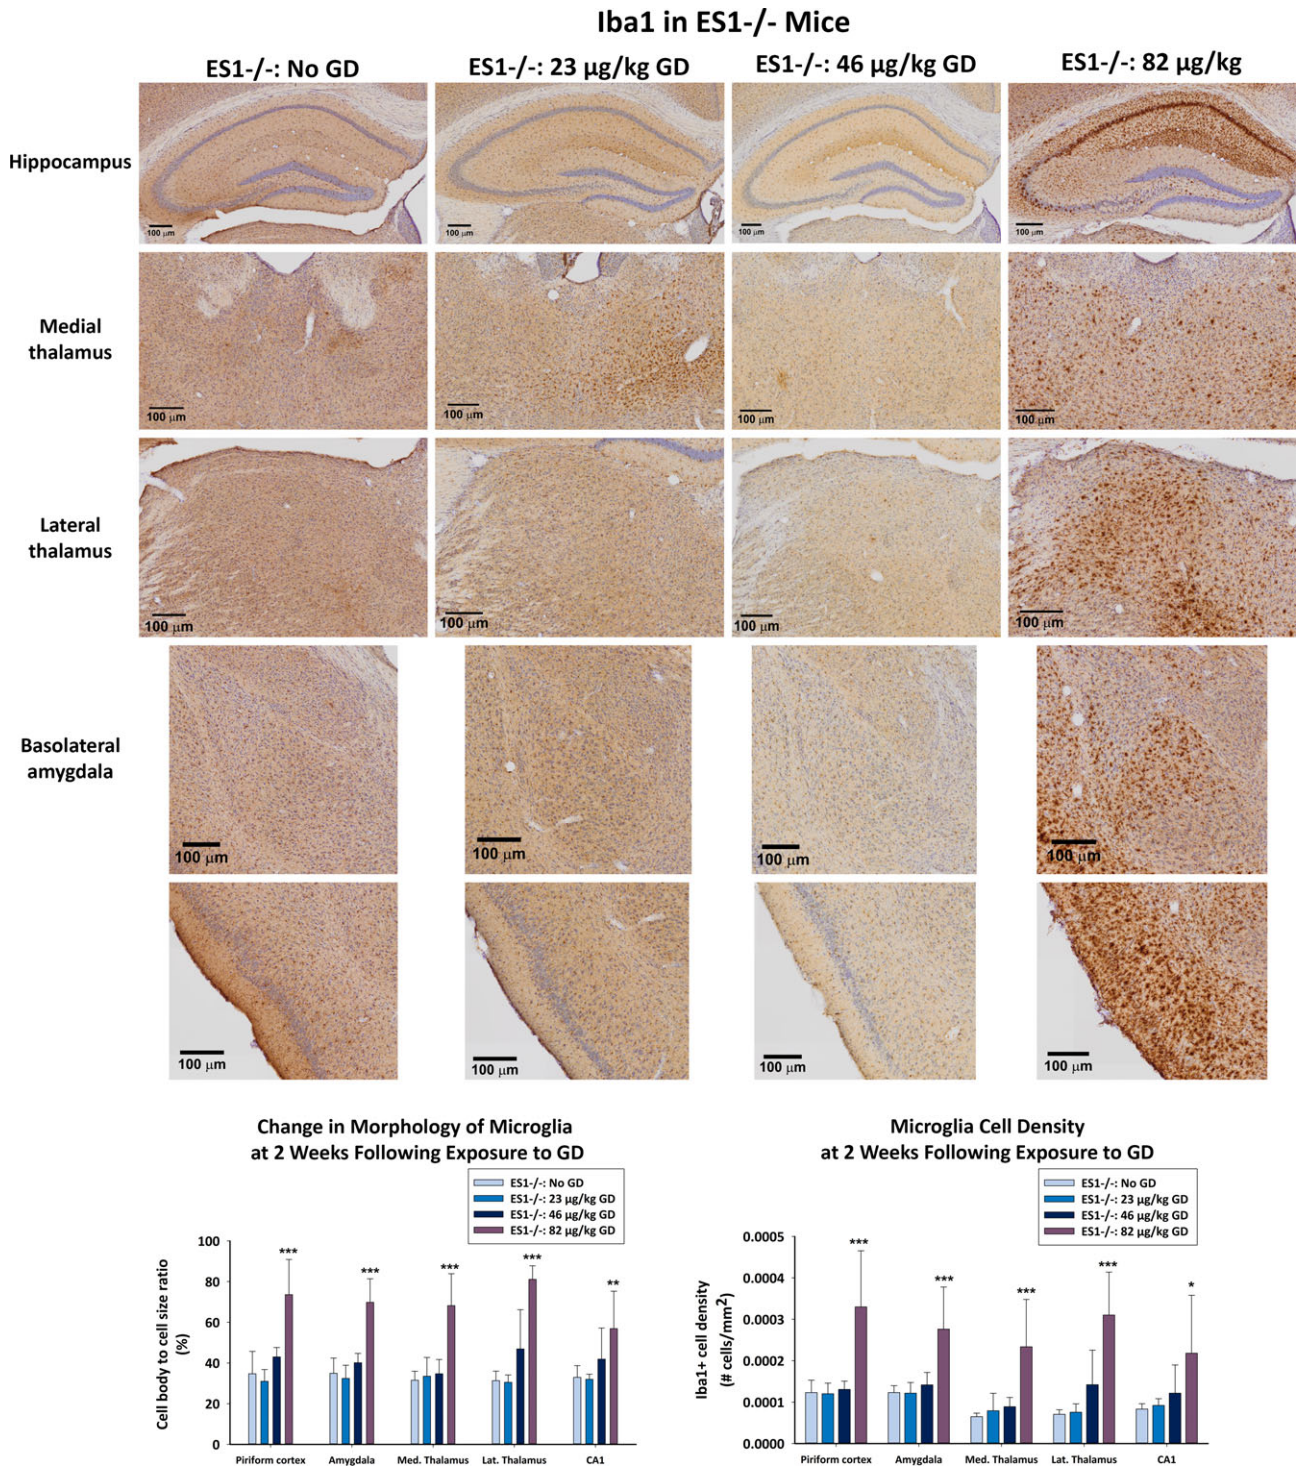 Iba1 in ES1-/- Mice
ES1-/-: No GD
ES1-/-: 23 µg/kg GD
ES1-/-: 46 µg/kg GD
ES1-/-: 82 µg/kg
Hippocampus
100 µm
100 µm
100 µm
100 µm
Medial
thalamus
100 µm
100 µm
100 µm
100 µm
Lateral
thalamus
100 µm
100 µm
100 µm
100 µm
Basolateral
amygdala
100 µm
100 µm
100 µm
100 µm
100 µm
100 µm
100 µm
100 µm
Change in Morphology of Microglia
at 2 Weeks Following Exposure to GD
ES1-/-: No GD
ES1-/-: 23 µg/kg GD
ES1-/-: 46 µg/kg GD
ES1-/-: 82 µg/kg GD
Cell body to cell size ratio
(%)
100
80
60
40
20
0
***
***
***
***
**
Piriform cortex
Amygdala
Med. Thalamus
Lat. Thalamus
CA1
Microglia Cell Density
at 2 Weeks Following Exposure to GD
ES1-/-: No GD
ES1-/-: 23 µg/kg GD
ES1-/-: 46 µg/kg GD
ES1-/-: 82 µg/kg GD
Iba1+ cell density
(# cells/mm²)
0.0005
0.0004
0.0003
0.0002
0.0001
0.0000
***
***
***
***
*
Piriform cortex
Amygdala
Med. Thalamus
Lat. Thalamus
CA1